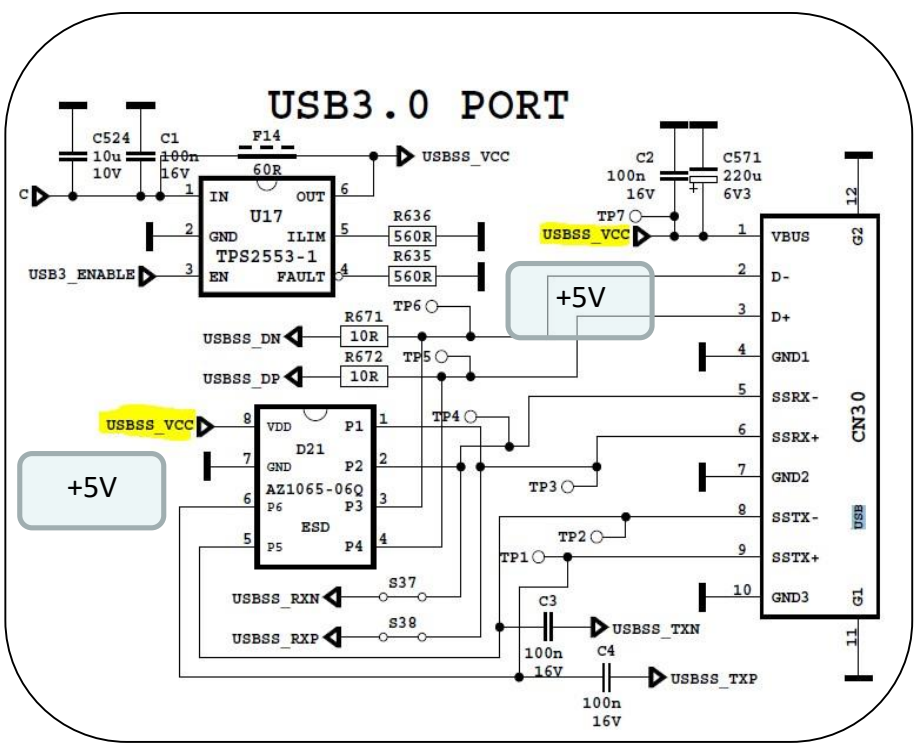 USB3.0 PORT
C524
10u
10V
C1
100n
16V
F14
60R
USBSS_VCC
C
1 IN
OUT 6
U17
2 GND
ILIM 5
TPS2553-1
3 EN
FAULT 4
USB3_ENABLE
R636
560R
R635
560R
C2
100n
16V
C571
220u
6V3
+
TP7
USBSS_VCC
+5V
TP6
R671
10R
USBSS_DN
R672
10R
TP5
USBSS_DP
TP4
USBSS_VCC
8 VDD
P1 1
D21
7 GND
P2 2
AZ1065-06Q
6 P6
P3 3
ESD
5 P5
P4 4
+5V
TP3
TP2
TP1
USBSS_RXN
S37
USBSS_RXP
S38
C3
100n
16V
USBSS_TXN
C4
100n
16V
USBSS_TXP
12
G2
1 VBUS
2 D-
3 D+
4 GND1
5 SSRX-
6 SSRX+
7 GND2
8 SSTX-
9 SSTX+
10 GND3
CN30
USB
G1
11